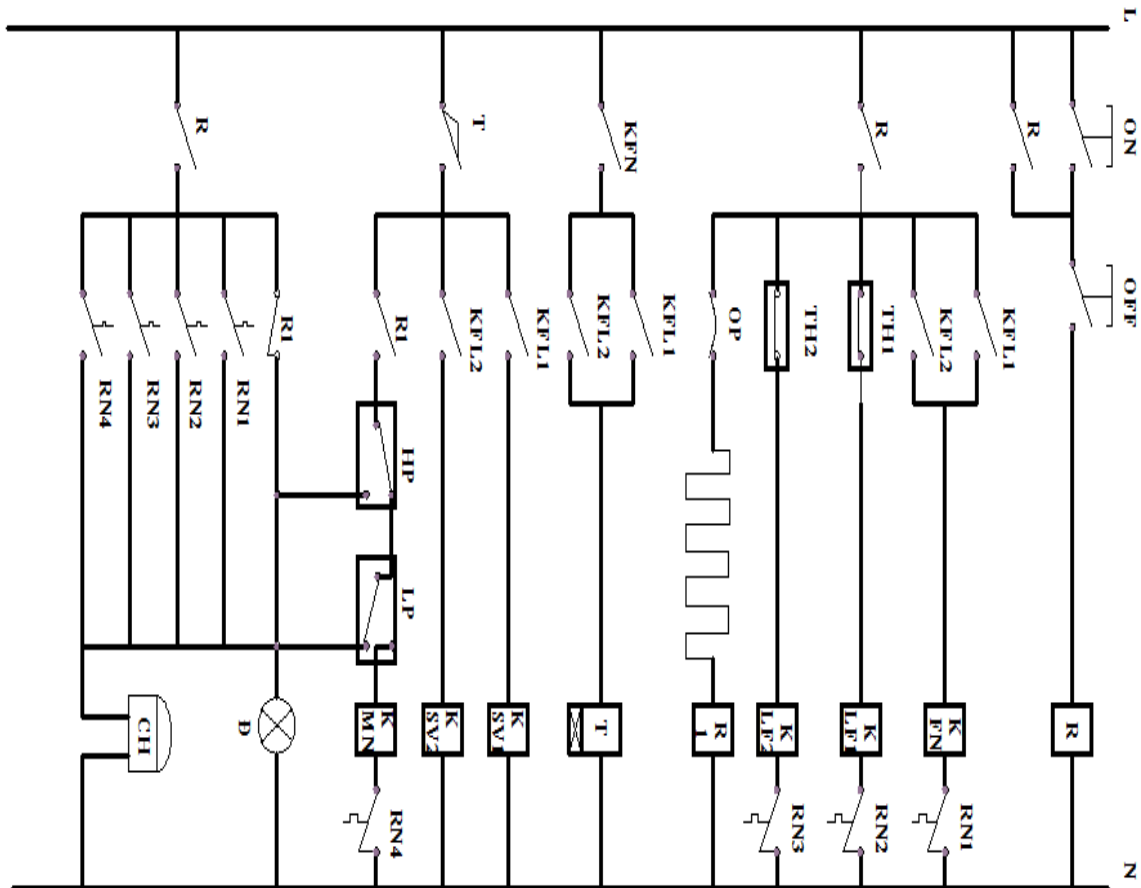 L ON OFF N
R R
KFL1
KFL2 K FN RN1
R TH1 K LF1 RN2
TH2 K LF2 RN3
OP R 1
KFL1
KFN KFL2 T
KFL1 K SV1
T KFL2 K SV2
R1 HP LP K MN RN4
R1 Đ
RN1
R RN2
RN3 CH
RN4